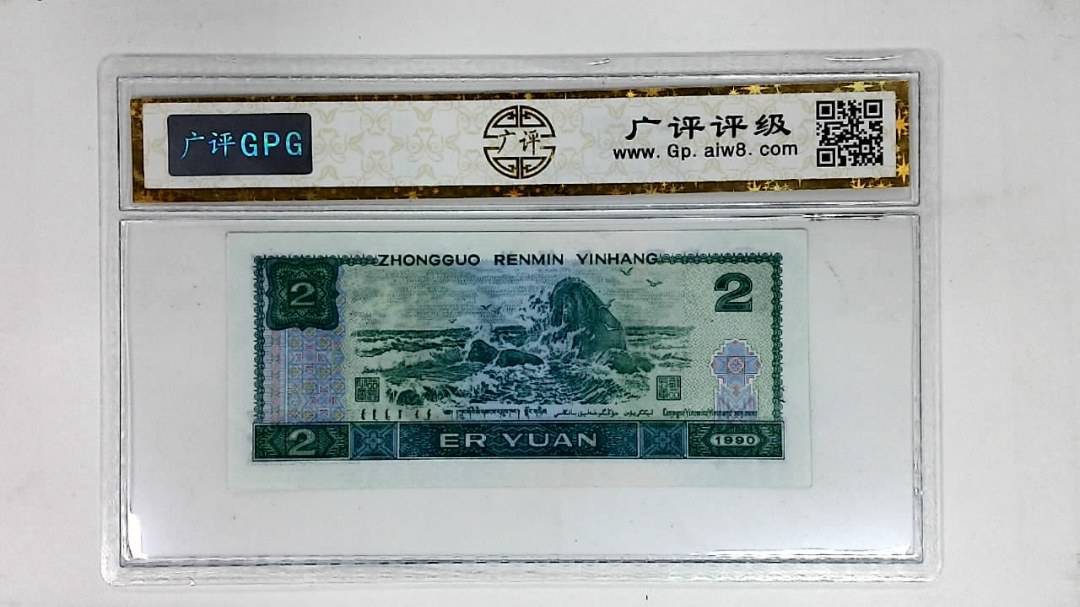 广评GPG
广评
广评评级
www. Gp. aiw8. com
ZHONGGUO RENMIN YINHANG
2
2
2
ER YUAN
1990